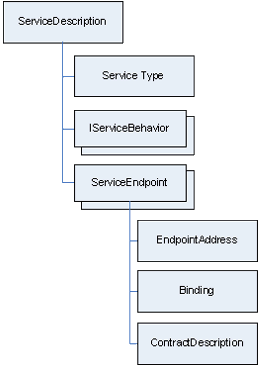 ServiceDescription
Service Type
IServiceBehavior
ServiceEndpoint
EndpointAddress
Binding
ContractDescription